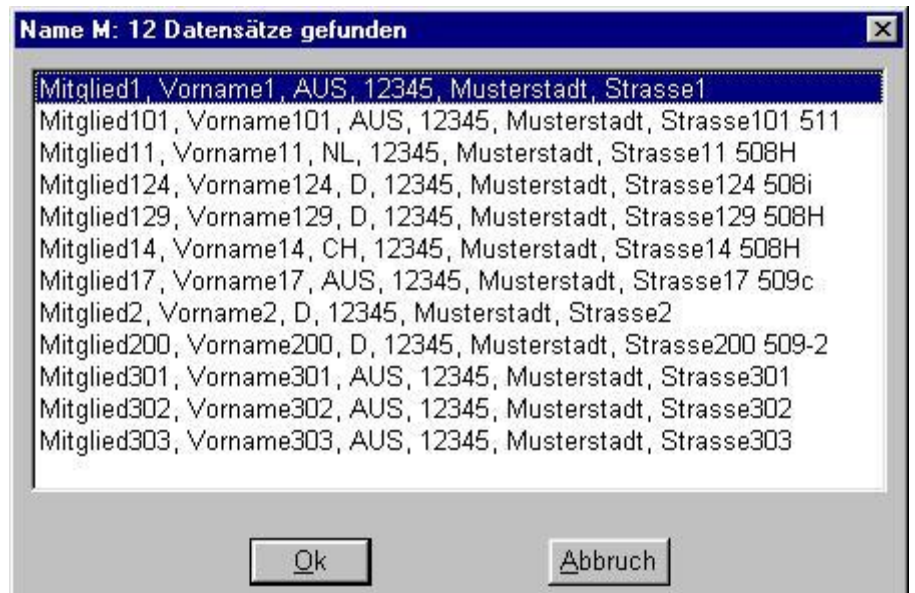 Name M: 12 Datensätze gefunden
Mitglied1, Vorname1, AUS, 12345, Musterstadt, Strasse1
Mitglied101, Vorname101, AUS, 12345, Musterstadt, Strasse101 511
Mitglied11, Vorname11, NL, 12345, Musterstadt, Strasse11 508H
Mitglied124, Vorname124, D, 12345, Musterstadt, Strasse124 508i
Mitglied129, Vorname129, D, 12345, Musterstadt, Strasse129 508H
Mitglied14, Vorname14, CH, 12345, Musterstadt, Strasse14 508H
Mitglied17, Vorname17, AUS, 12345, Musterstadt, Strasse17 509c
Mitglied2, Vorname2, D, 12345, Musterstadt, Strasse2
Mitglied200, Vorname200, D, 12345, Musterstadt, Strasse200 509-2
Mitglied301, Vorname301, AUS, 12345, Musterstadt, Strasse301
Mitglied302, Vorname302, AUS, 12345, Musterstadt, Strasse302
Mitglied303, Vorname303, AUS, 12345, Musterstadt, Strasse303
Ok Abbruch